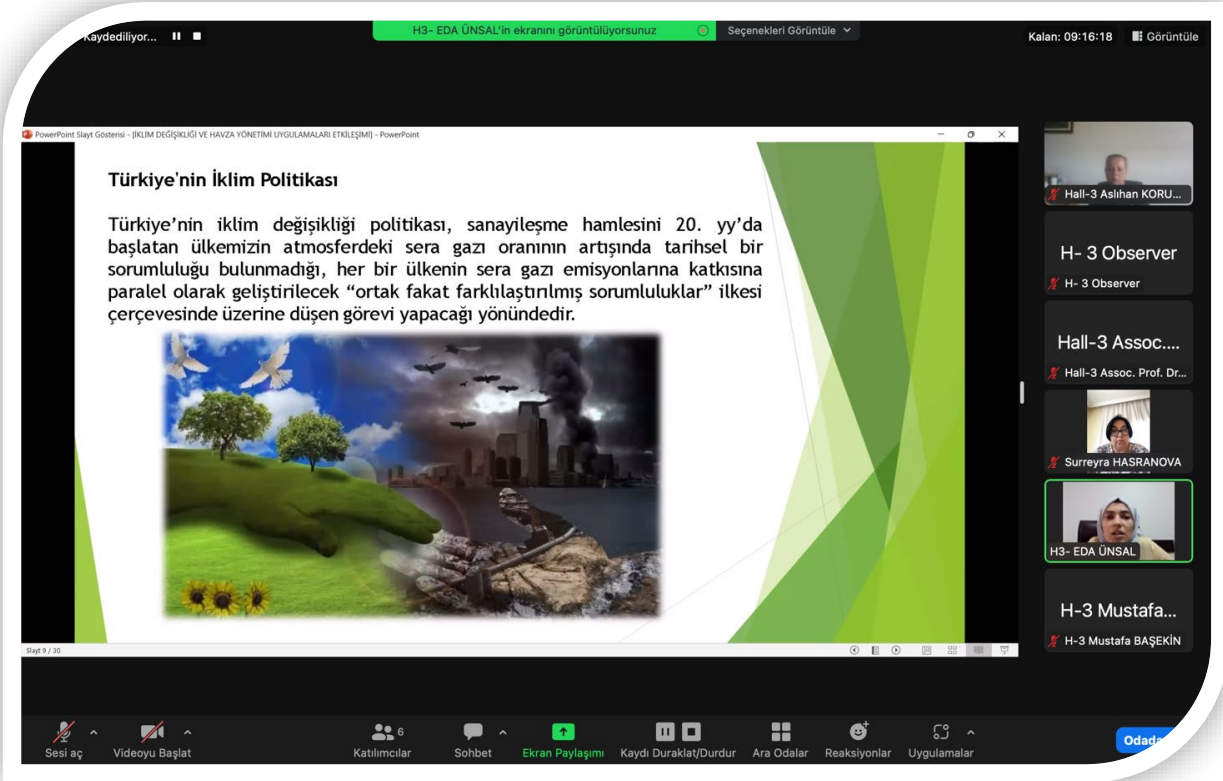 Kaydediliyor...
H3- EDA ÜNSAL'in ekranını görüntülüyorsunuz
Seçenekleri Görüntüle
Kalan: 09:16:18
Görüntüle
PowerPoint Slayt Gösterisi - [İKLİM DEĞİŞİKLİĞİ VE HAVZA YÖNETİMİ UYGULAMALARI ETKİLEŞİMİ] - PowerPoint
Türkiye'nin İklim Politikası
Türkiye’nin iklim değişikliği politikası, sanayileşme hamlesini 20. yy’da
başlatan ülkemizin atmosferdeki sera gazı oranının artışında tarihsel bir
sorumluluğu bulunmadığı, her bir ülkenin sera gazı emisyonlarına katkısına
paralel olarak geliştirilecek “ortak fakat farklılaştırılmış sorumluluklar” ilkesi
çerçevesinde üzerine düşen görevi yapacağı yönündedir.
Slayt 9 / 30
Hall-3 Aslıhan KORU...
H- 3 Observer
H- 3 Observer
Hall-3 Assoc....
Hall-3 Assoc. Prof. Dr...
Surreyra HASRANOVA
H3- EDA ÜNSAL
H-3 Mustafa...
H-3 Mustafa BAŞEKİN
Sesi aç
Videoyu Başlat
6
Katılımcılar
Sohbet
Ekran Paylaşımı
Kaydı Duraklat/Durdur
Ara Odalar
Reaksiyonlar
Uygulamalar